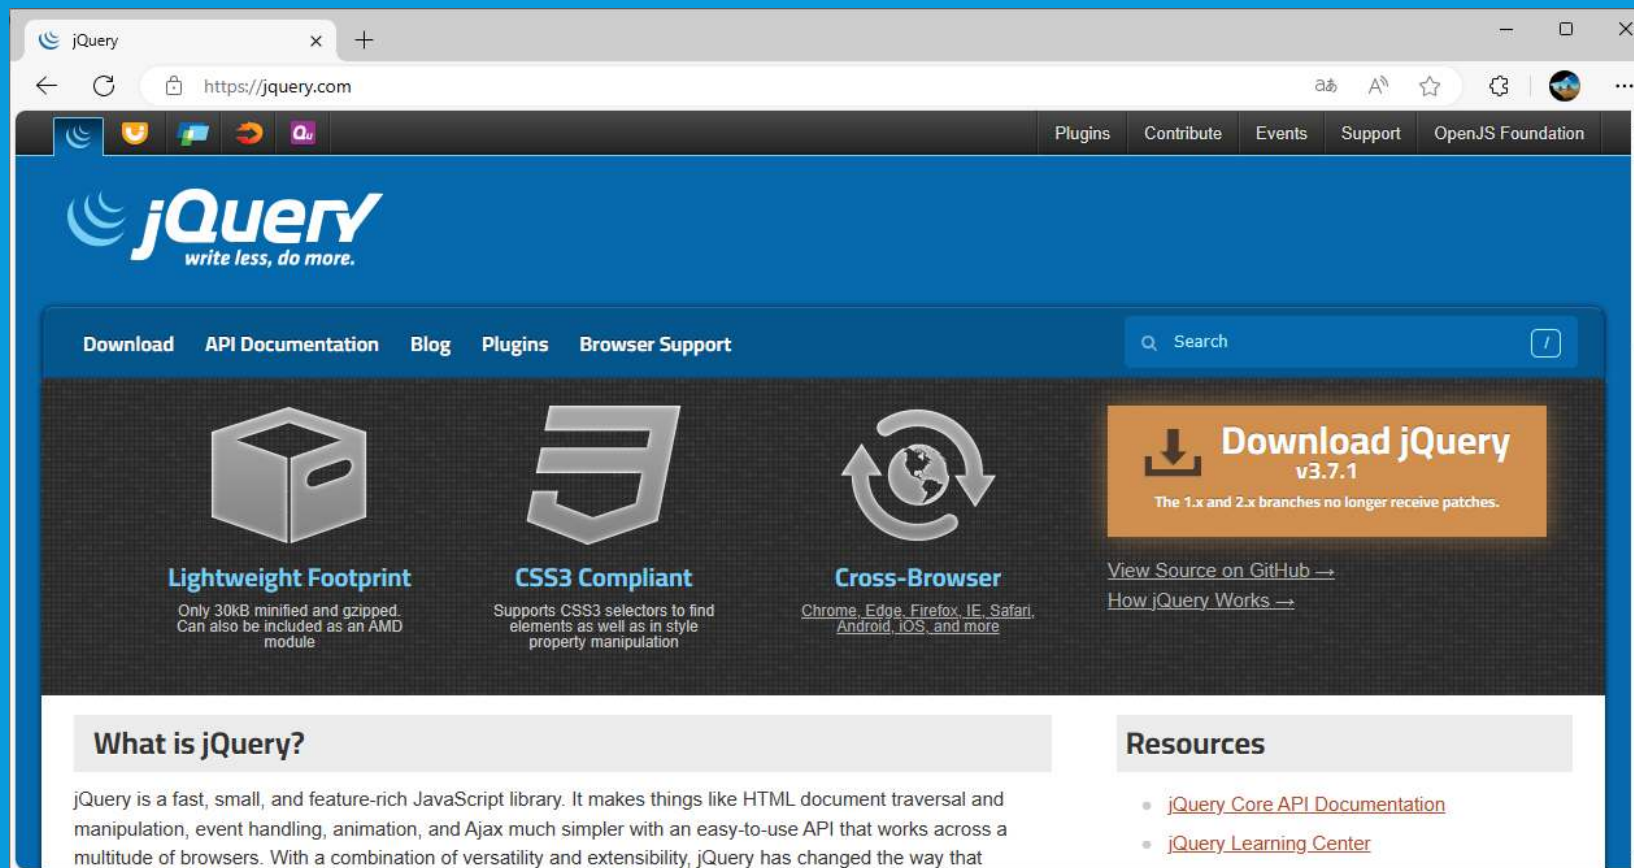 jQuery
https://jquery.com
aあ
A
Qu
Plugins
Contribute
Events
Support
OpenJS Foundation
jQuery
write less, do more.
Download
API Documentation
Blog
Plugins
Browser Support
Search
/
Lightweight Footprint
Only 30kB minified and gzipped.
Can also be included as an AMD
module
CSS3 Compliant
Supports CSS3 selectors to find
elements as well as in style
property manipulation
Cross-Browser
Chrome, Edge, Firefox, IE, Safari,
Android, iOS, and more
Download jQuery
v3.7.1
The 1.x and 2.x branches no longer receive patches.
View Source on GitHub →
How jQuery Works →
What is jQuery?
jQuery is a fast, small, and feature-rich JavaScript library. It makes things like HTML document traversal and
manipulation, event handling, animation, and Ajax much simpler with an easy-to-use API that works across a
multitude of browsers. With a combination of versatility and extensibility, jQuery has changed the way that
Resources
jQuery Core API Documentation
jQuery Learning Center